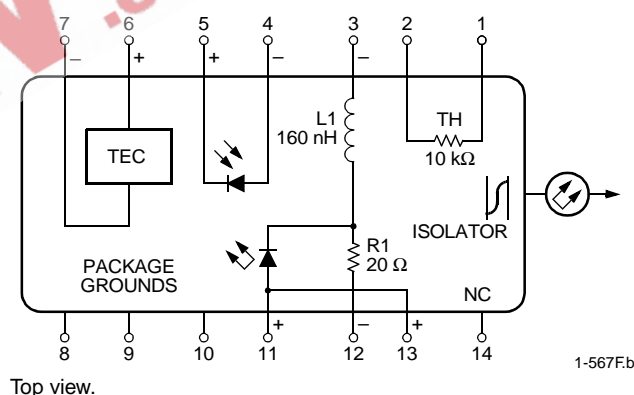 7 6 5 4 3 2 1
– + + – –
L1
160 nH
TH
10 kΩ
TEC
ISOLATOR
R1
20 Ω
PACKAGE
GROUNDS
NC
+ – +
8 9 10 11 12 13 14
1-567F.b
Top view.